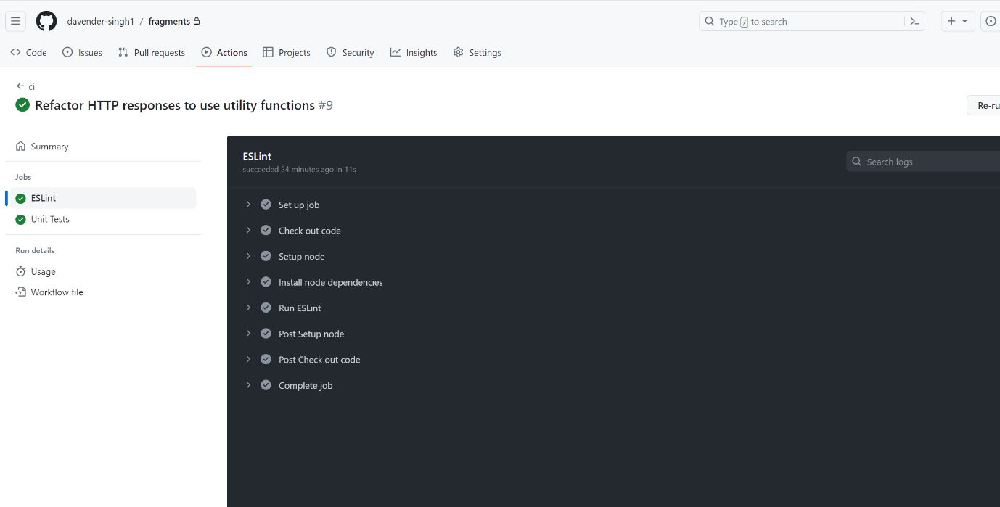 davender-singh1 / fragments
Type / to search
Code Issues Pull requests Actions Projects Security Insights Settings
ci
Refactor HTTP responses to use utility functions #9
Re-ru
Summary
Jobs
ESLint
Unit Tests
Run details
Usage
Workflow file
ESLint
succeeded 24 minutes ago in 11s
Search logs
Set up job
Check out code
Setup node
Install node dependencies
Run ESLint
Post Setup node
Post Check out code
Complete job